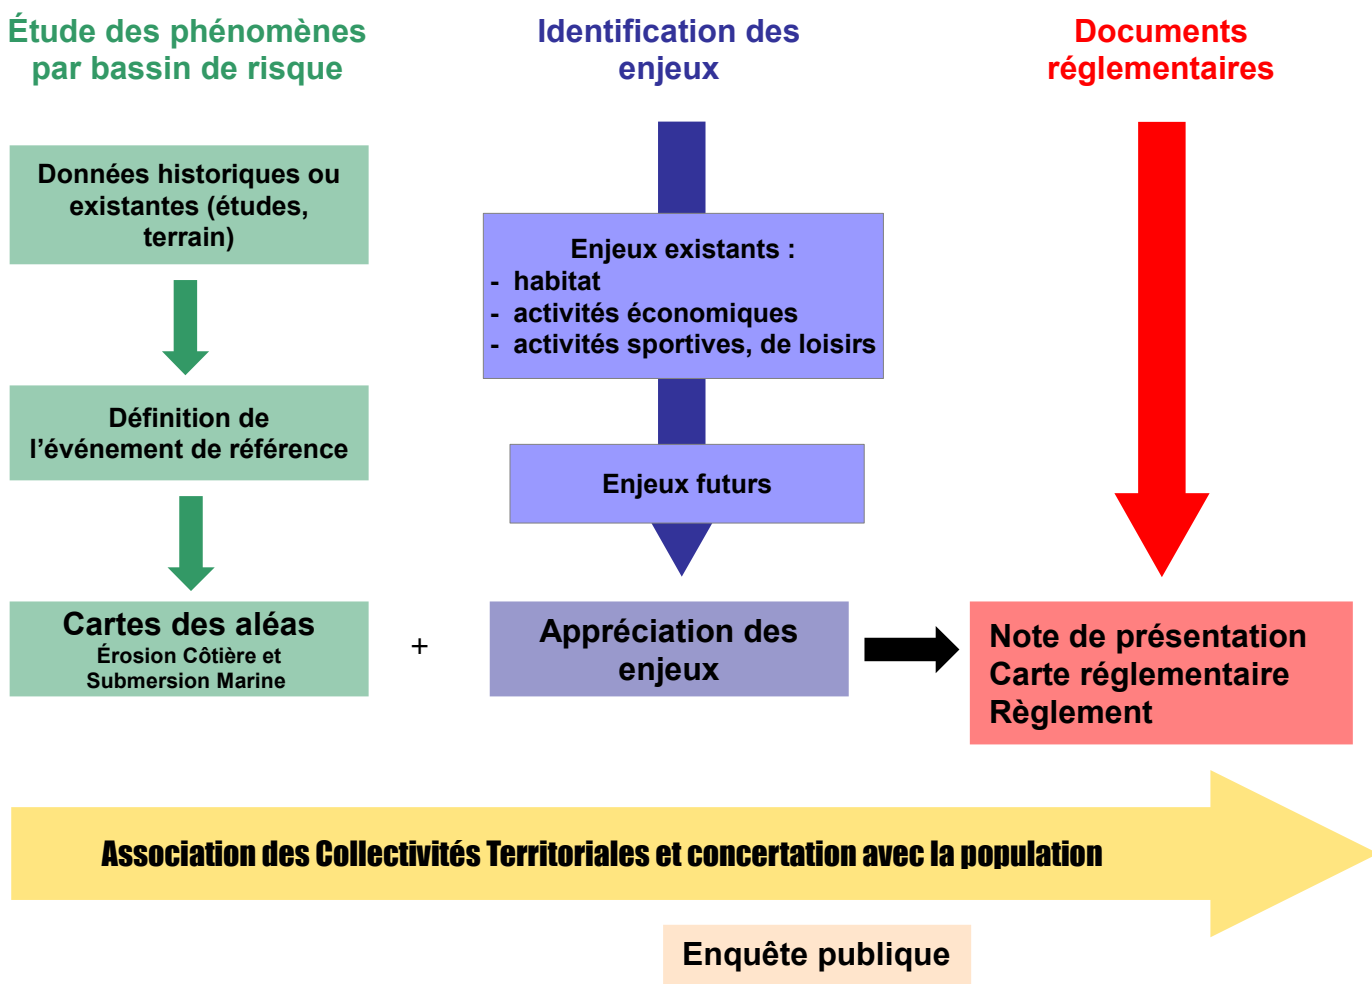 Étude des phénomènes
par bassin de risque
Identification des
enjeux
Documents
réglementaires
Données historiques ou
existantes (études,
terrain)
Définition de
l’événement de référence
Cartes des aléas
Érosion Côtière et
Submersion Marine
+
Enjeux existants :
- habitat
- activités économiques
- activités sportives, de loisirs
Enjeux futurs
Appréciation des
enjeux
Note de présentation
Carte réglementaire
Règlement
Association des Collectivités Territoriales et concertation avec la population
Enquête publique